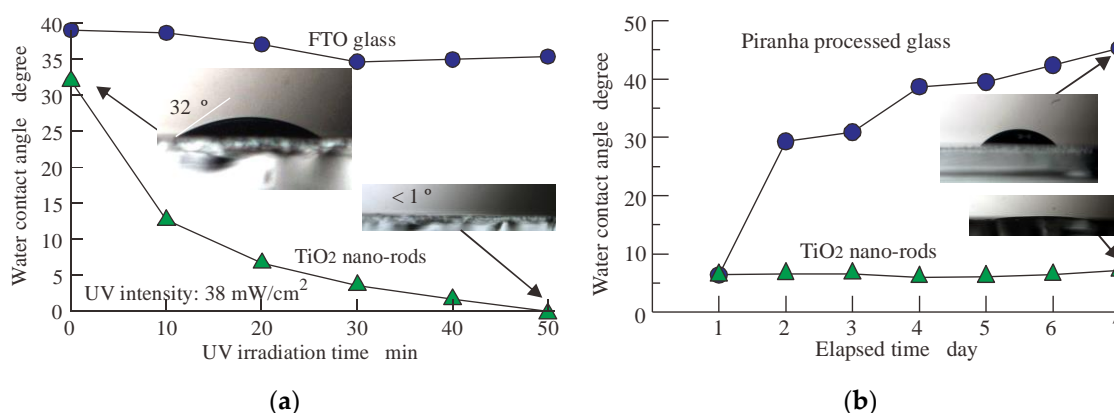 40
35
30
25
20
15
10
5
0
Water contact angle degree
FTO glass
32 º
< 1 º
TiO2 nano-rods
UV intensity: 38 mW/cm2
0 10 20 30 40 50
UV irradiation time min
(a)
50
40
30
20
10
0
Water contact angle degree
Piranha processed glass
TiO2 nano-rods
1 2 3 4 5 6
Elapsed time day
(b)